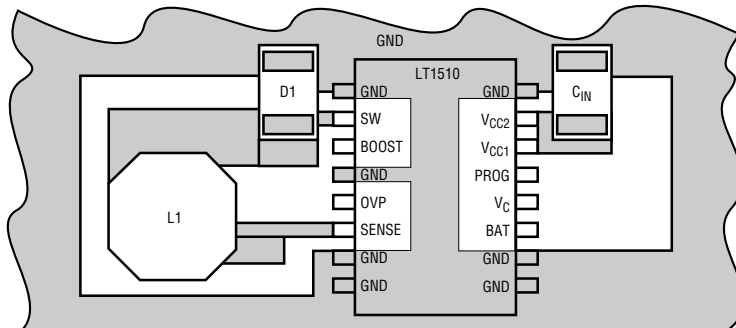 GND
LT1510
D1
C_IN
GND
GND
SW
V_CC2
BOOST
V_CC1
GND
PROG
L1
OVP
V_C
SENSE
BAT
GND
GND
GND
GND